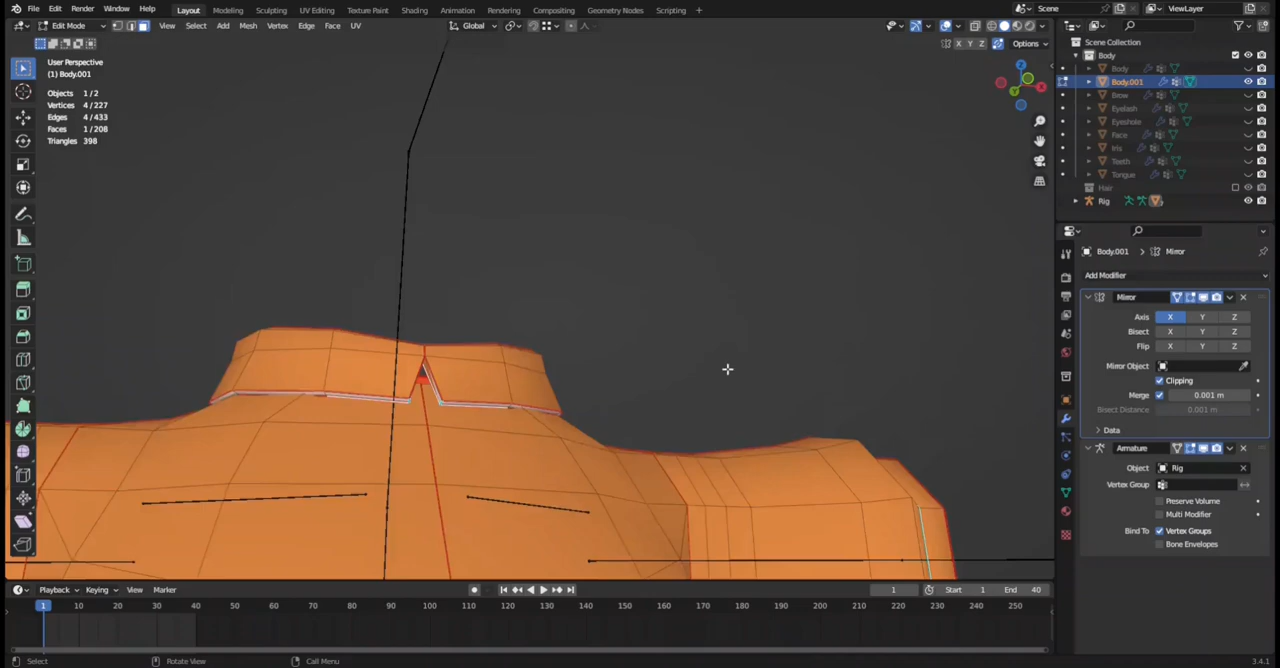 File Edit Render Window Help Layout Modeling Sculpting UV Editing Texture Paint Shading Animation Rendering Compositing Geometry Nodes Scripting + Scene ViewLayer
Edit Mode View Select Add Mesh Vertex Edge Face UV Global
X Y Z Options
User Perspective
(1) Body.001
Objects 1/2
Vertices 4/227
Edges 4/433
Faces 1/208
Triangles 398
Scene Collection
Body
Body
Body.001
Brow
Eyelash
Eyeshole
Face
Iris
Teeth
Tongue
Hair
Rig
Body.001 > Mirror
Add Modifier
Mirror
Axis X Y Z
Bisect X Y Z
Flip X Y Z
Mirror Object
Clipping
Merge 0.001 m
Bisect Distance 0.001 m
Data
Armature
Object Rig
Vertex Group
Preserve Volume
Multi Modifier
Bind To Vertex Groups
Bone Envelopes
Playback Keying View Marker 1 Start 1 End 40
1 10 20 30 40 50 60 70 80 90 100 110 120 130 140 150 160 170 180 190 200 210 220 230 240 250
Select Rotate View Call Menu 3.4.1